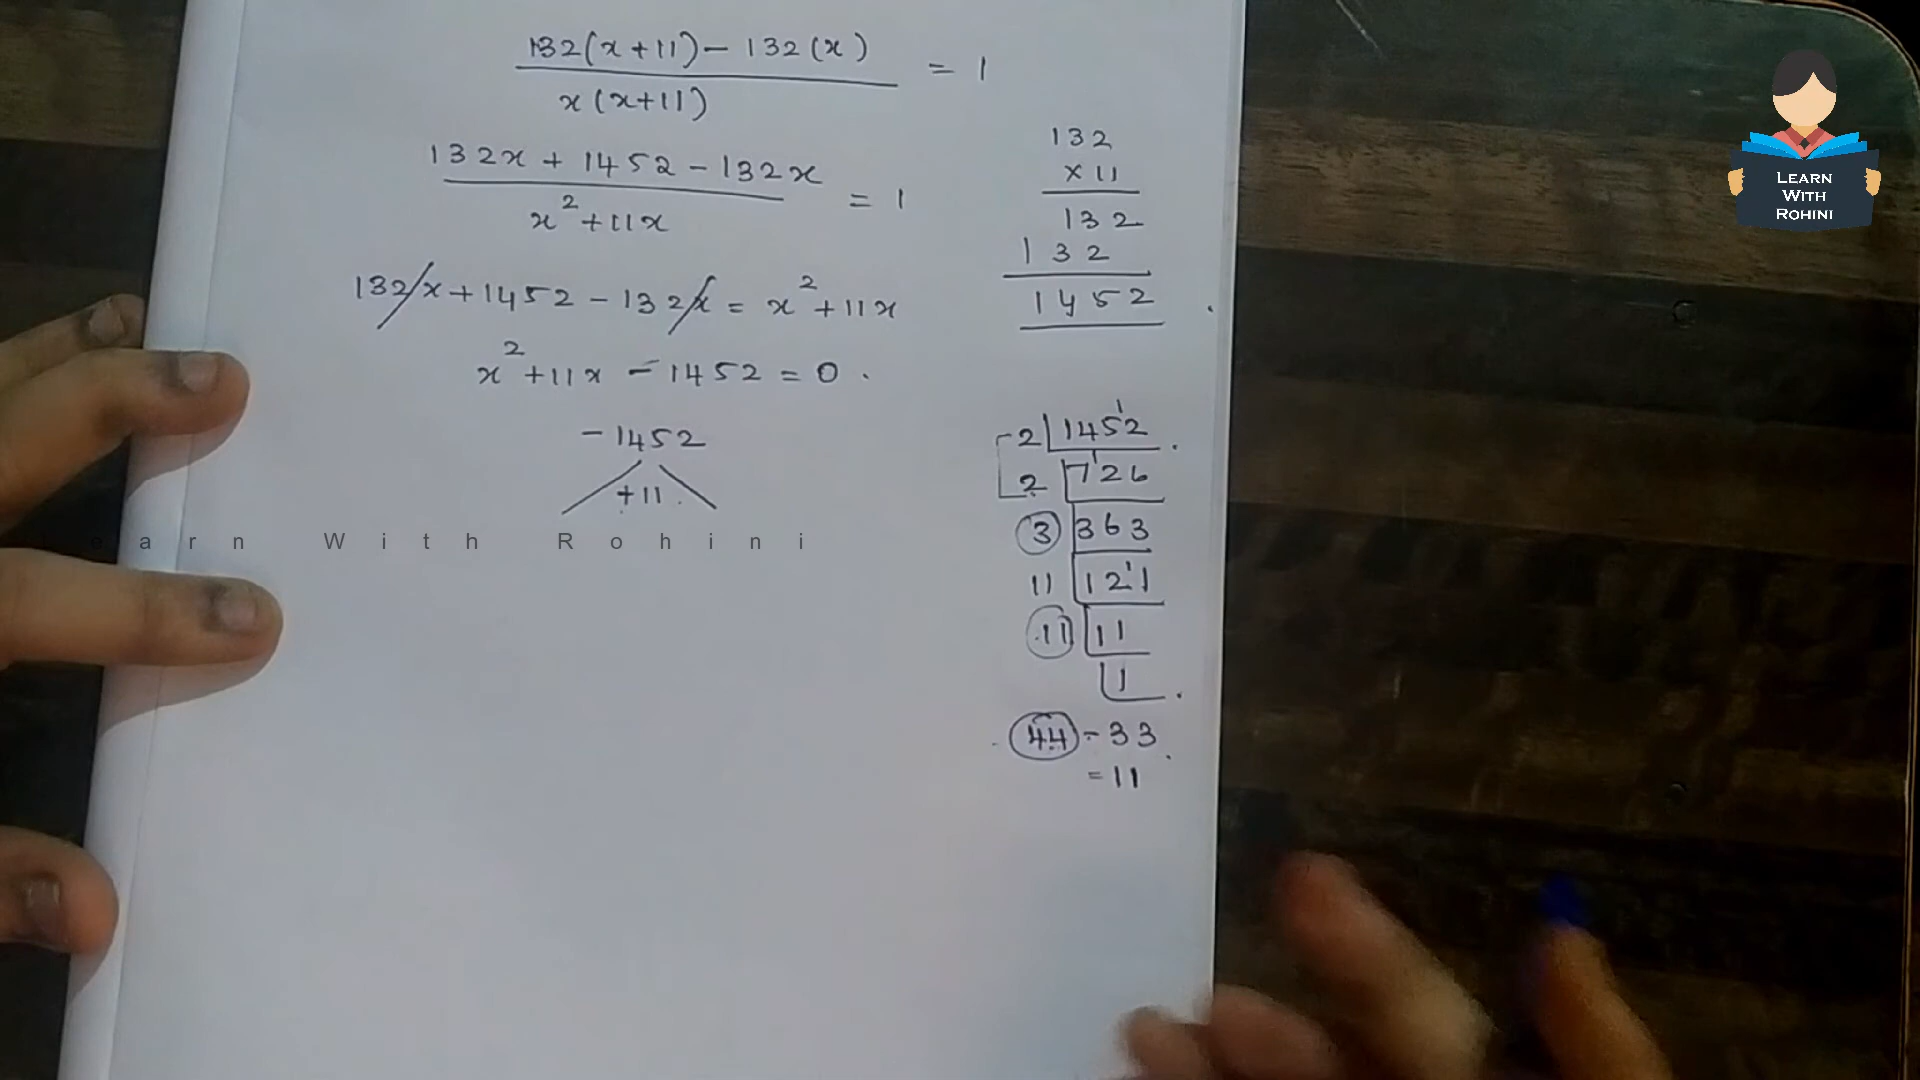 132(x+11) - 132(x)
x(x+11)
= 1
132x + 1452 - 132x
x² + 11x
= 1
132x + 1452 - 132x = x² + 11x
x² + 11x - 1452 = 0.
-1452
+11
132
x 11
132
132
1452
2 | 1452
2 | 726
3 | 363
11 | 121
11 | 11
1
44 - 33
= 11
earn With Rohini
LEARN
WITH
ROHINI